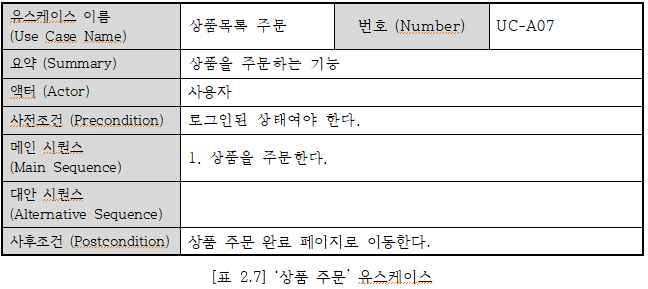 유스케이스 이름
(Use Case Name)
상품목록 주문
번호 (Number)
UC-A07
요약 (Summary)
상품을 주문하는 기능
액터 (Actor)
사용자
사전조건 (Precondition)
로그인된 상태여야 한다.
메인 시퀀스
(Main Sequence)
1. 상품을 주문한다.
대안 시퀀스
(Alternative Sequence)
사후조건 (Postcondition)
상품 주문 완료 페이지로 이동한다.
[표 2.7] ‘상품 주문’ 유스케이스